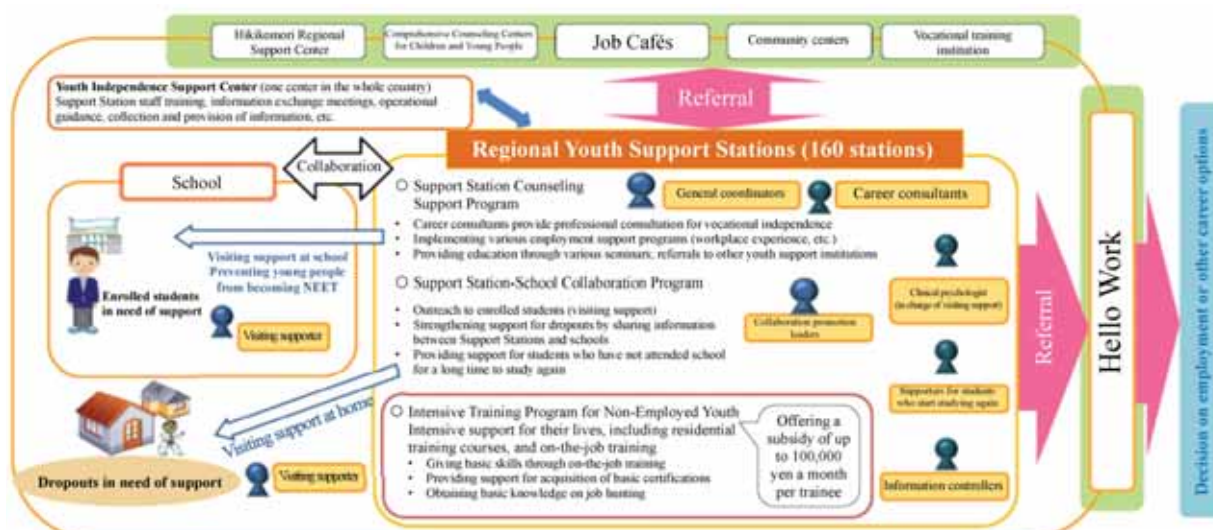 Hikikomori Regional
Support Center
Comprehensive Counseling Centers
for Children and Young People
Job Cafés
Community centers
Vocational training
institution
Youth Independence Support Center (one center in the whole country)
Support Station staff training, information exchange meetings, operational
guidance, collection and provision of information, etc.
Referral
Collaboration
Regional Youth Support Stations (160 stations)
School
Enrolled students
in need of support
Visiting support at school
Preventing young people
from becoming NEET
Visiting supporter
○ Support Station Counseling
Support Program
General coordinators
Career consultants
• Career consultants provide professional consultation for vocational independence
• Implementing various employment support programs (workplace experience, etc.)
• Providing education through various seminars, referrals to other youth support institutions
○ Support Station-School Collaboration Program
• Outreach to enrolled students (visiting support)
• Strengthening support for dropouts by sharing information
between Support Stations and schools
• Providing support for students who have not attended school
for a long time to study again
Collaboration promotion
leaders
Clinical psychologist
(in charge of visiting support)
Supporters for students
who start studying again
Information controllers
Visiting support at home
Dropouts in need of support
Visiting supporter
○ Intensive Training Program for Non-Employed Youth
Intensive support for their lives, including residential
training courses, and on-the-job training
• Giving basic skills through on-the-job training
• Providing support for acquisition of basic certifications
• Obtaining basic knowledge on job hunting
Offering a
subsidy of up
to 100,000
yen a month
per trainee
Referral
Hello Work
Decision on employment or other career options